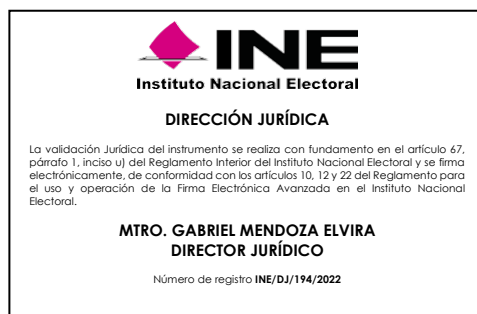 INE
Instituto Nacional Electoral
DIRECCIÓN JURÍDICA
La validación Jurídica del instrumento se realiza con fundamento en el artículo 67,
párrafo 1, inciso u) del Reglamento Interior del Instituto Nacional Electoral y se firma
electrónicamente, de conformidad con los artículos 10, 12 y 22 del Reglamento para
el uso y operación de la Firma Electrónica Avanzada en el Instituto Nacional
Electoral.
MTRO. GABRIEL MENDOZA ELVIRA
DIRECTOR JURÍDICO
Número de registro INE/DJ/194/2022